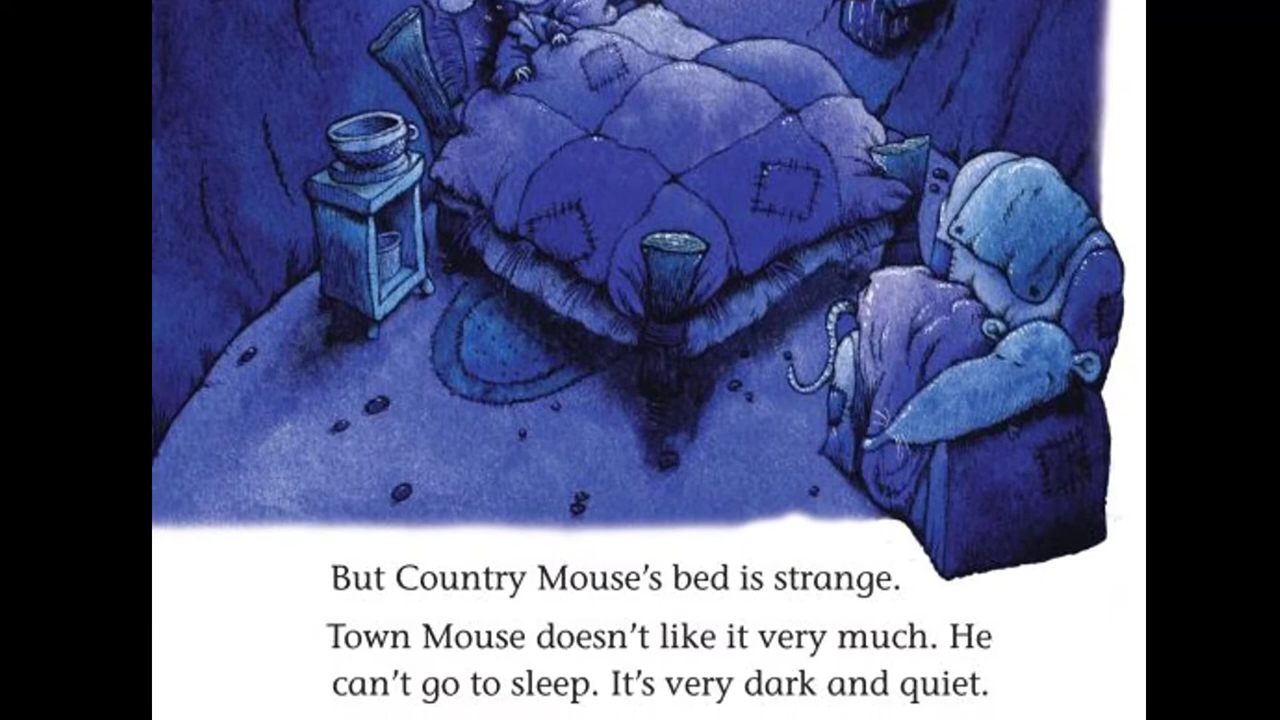 But Country Mouse’s bed is strange.
Town Mouse doesn’t like it very much. He
can’t go to sleep. It’s very dark and quiet.